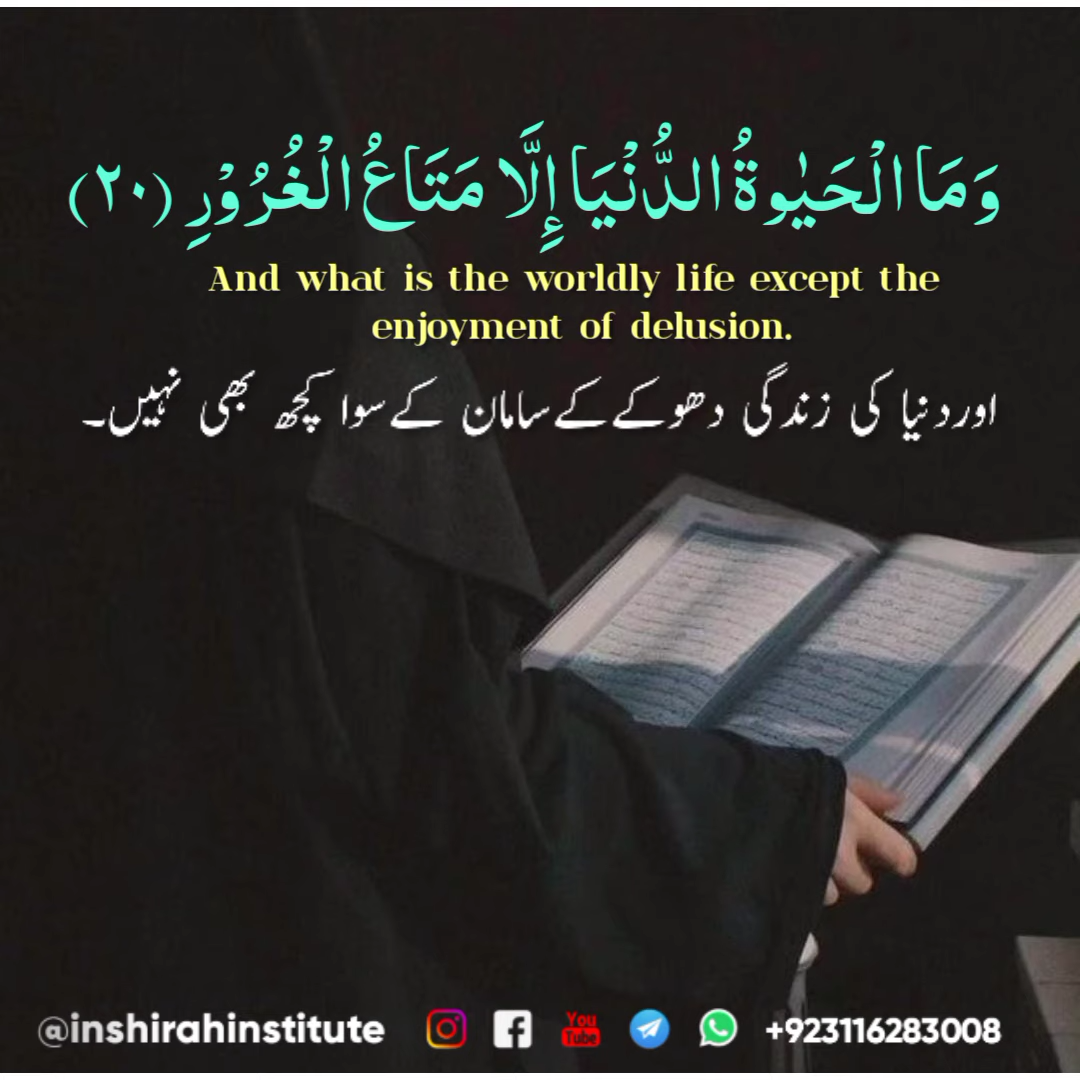 وَمَا الْحَيٰوةُ الدُّنْيَا إِلَّا مَتَاعُ الْغُرُوْرِ (٢٠)
And what is the worldly life except the
enjoyment of delusion.
اور دنیا کی زندگی دھوکے کے سامان کے سوا کچھ بھی نہیں۔
@inshirahinstitute You Tube +923116283008